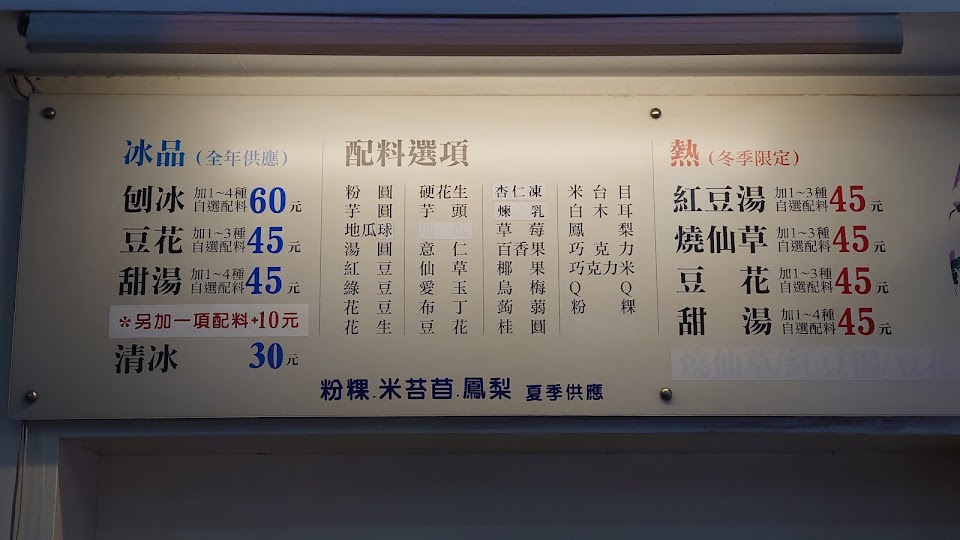 冰品（全年供應）
刨冰 加1~4種自選配料 60元
豆花 加1~3種自選配料 45元
甜湯 加1~4種自選配料 45元
＊另加一項配料+10元
清冰 30元
配料選項
粉圓
芋圓
地瓜球
湯圓
紅豆
綠豆
花豆
花生
硬花生
芋頭
意仁
仙草
愛玉
布丁
豆花
杏仁凍
煉乳
草莓
百香果
椰果
烏梅
蒟蒻
桂圓
米台目
白木耳
鳳梨
巧克力
巧克力米
QQ
粉粿
粉粿.米苔苜.鳳梨 夏季供應
熱（冬季限定）
紅豆湯 加1~3種自選配料 45元
燒仙草 加1~3種自選配料 45元
豆花 加1~3種自選配料 45元
甜湯 加1~4種自選配料 45元